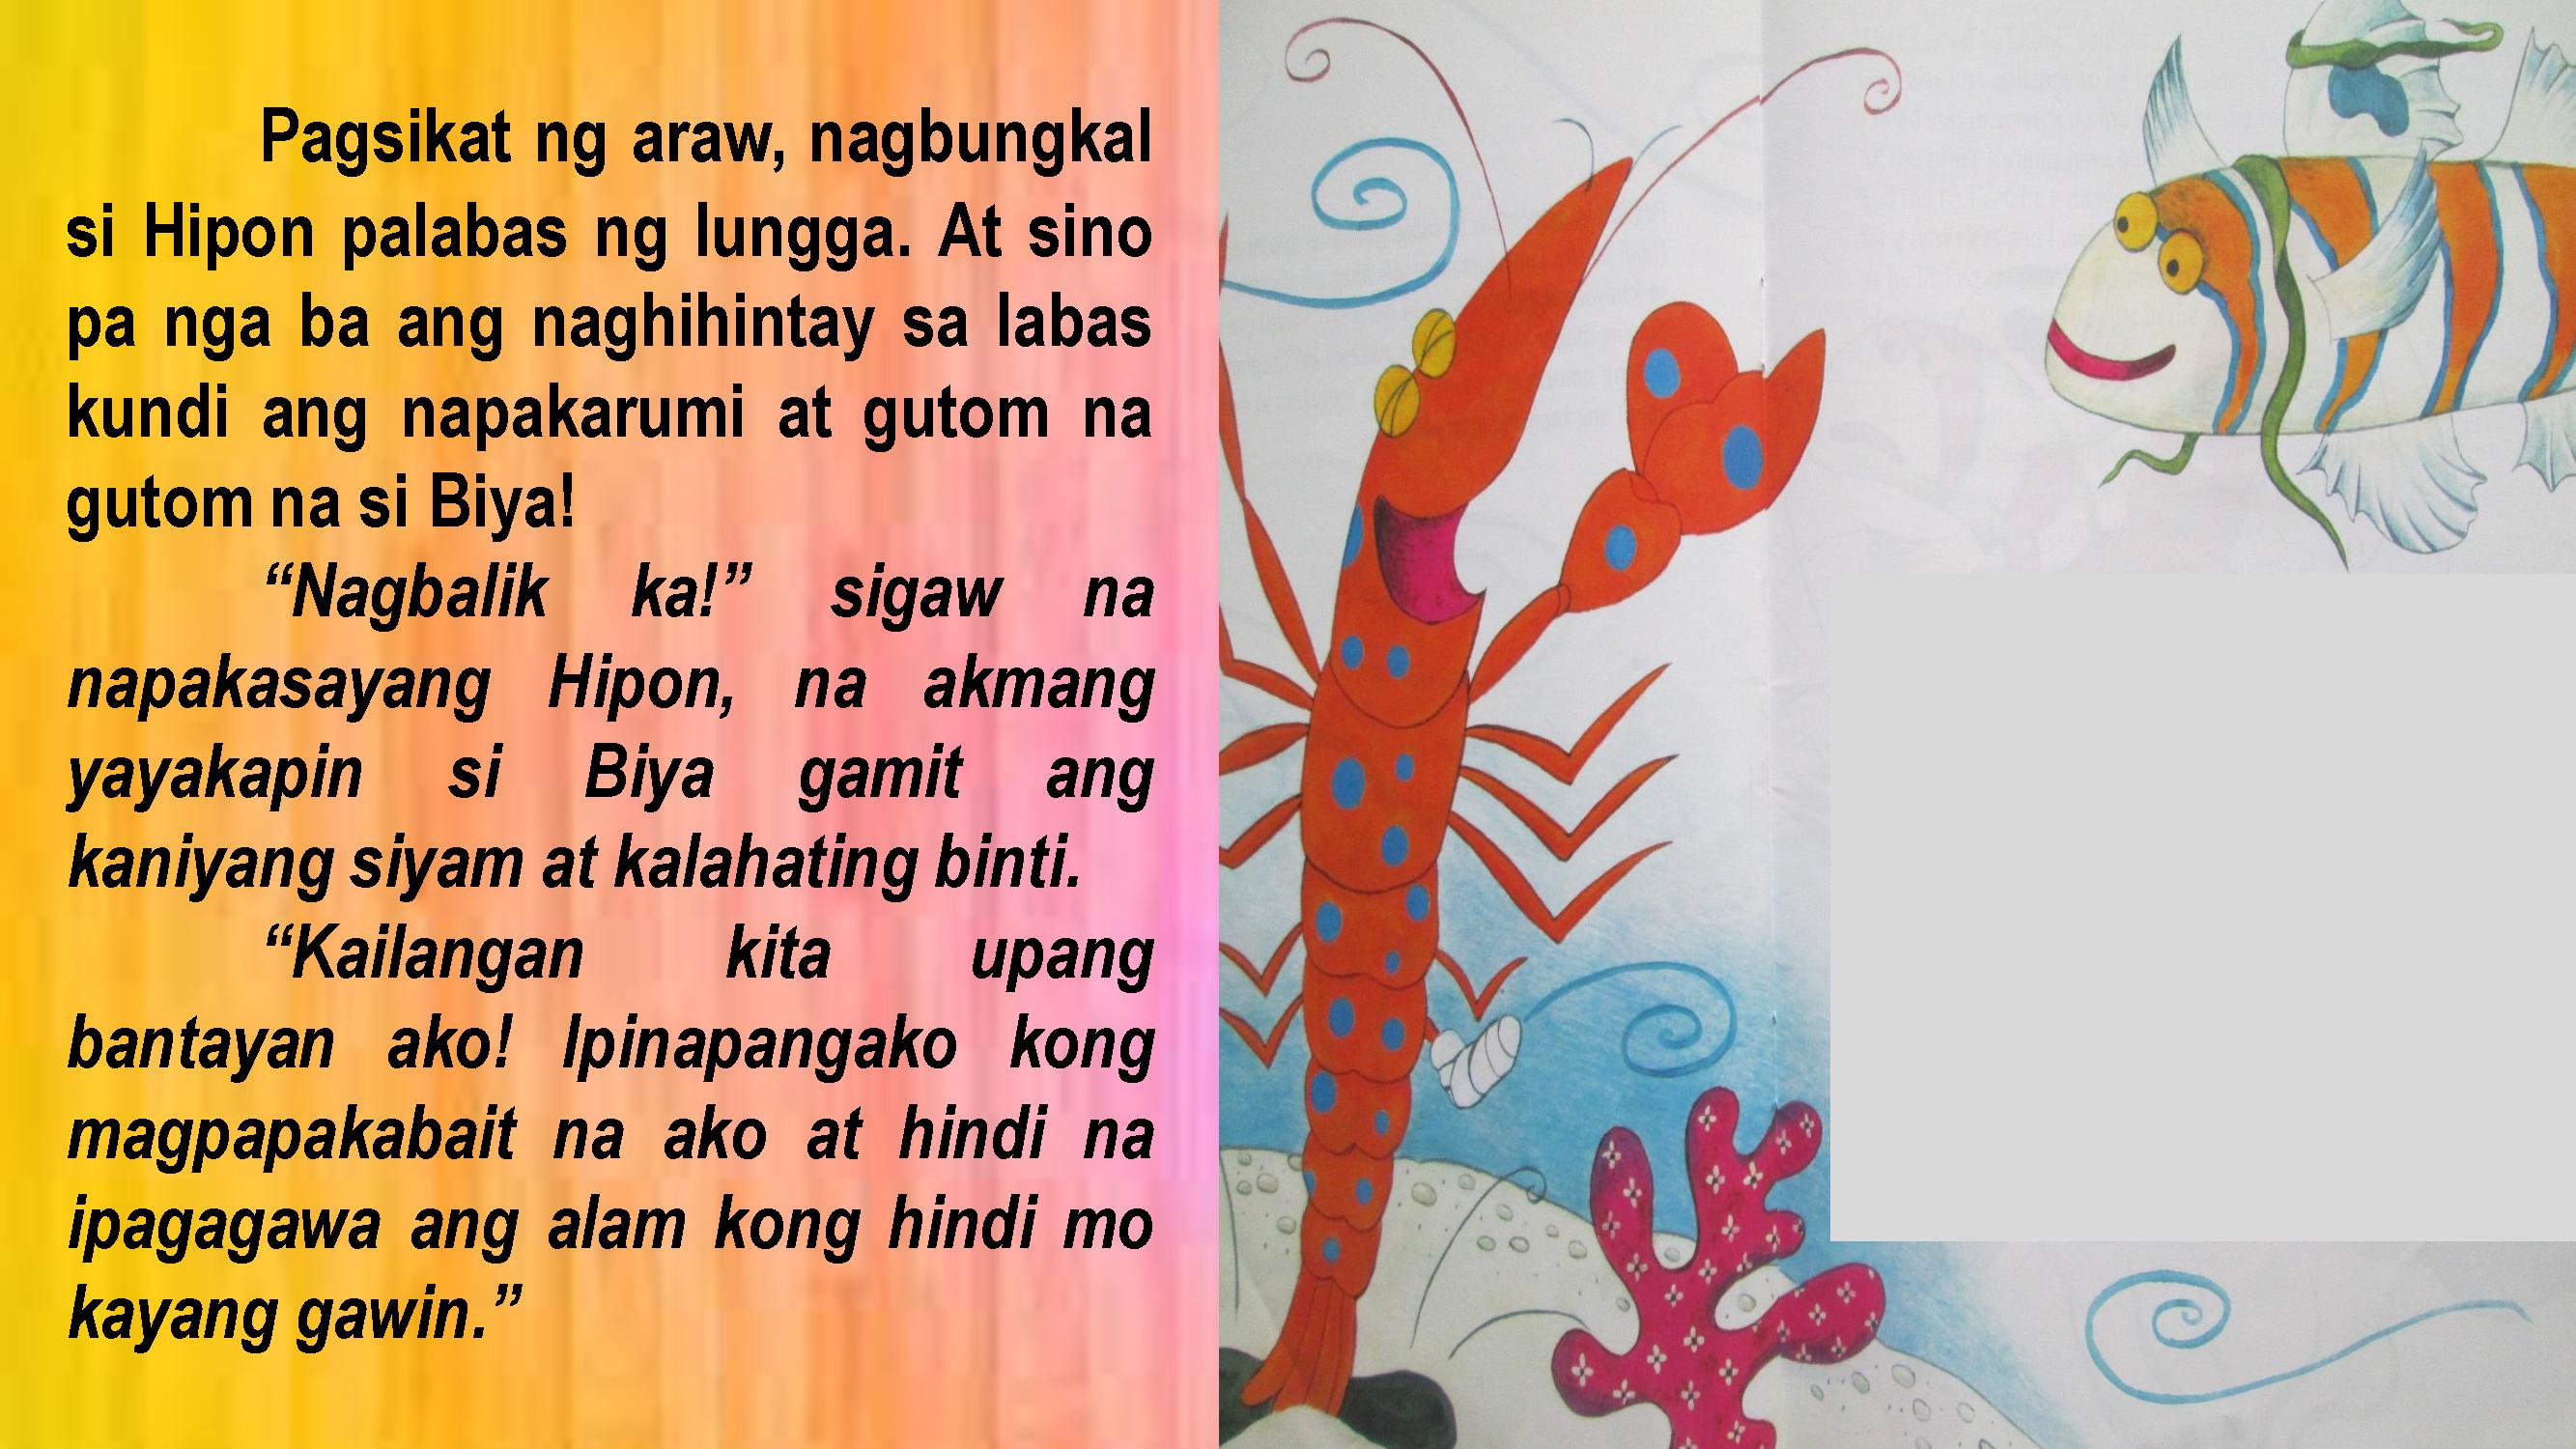 Pagsikat ng araw, nagbungkal
si Hipon palabas ng lungga. At sino
pa nga ba ang naghihintay sa labas
kundi ang napakarumi at gutom na
gutom na si Biya!
“Nagbalik ka!” sigaw na
napakasayang Hipon, na akmang
yayakapin si Biya gamit ang
kaniyang siyam at kalahating binti.
“Kailangan kita upang
bantayan ako! Ipinapangako kong
magpapakabait na ako at hindi na
ipagagawa ang alam kong hindi mo
kayang gawin.”